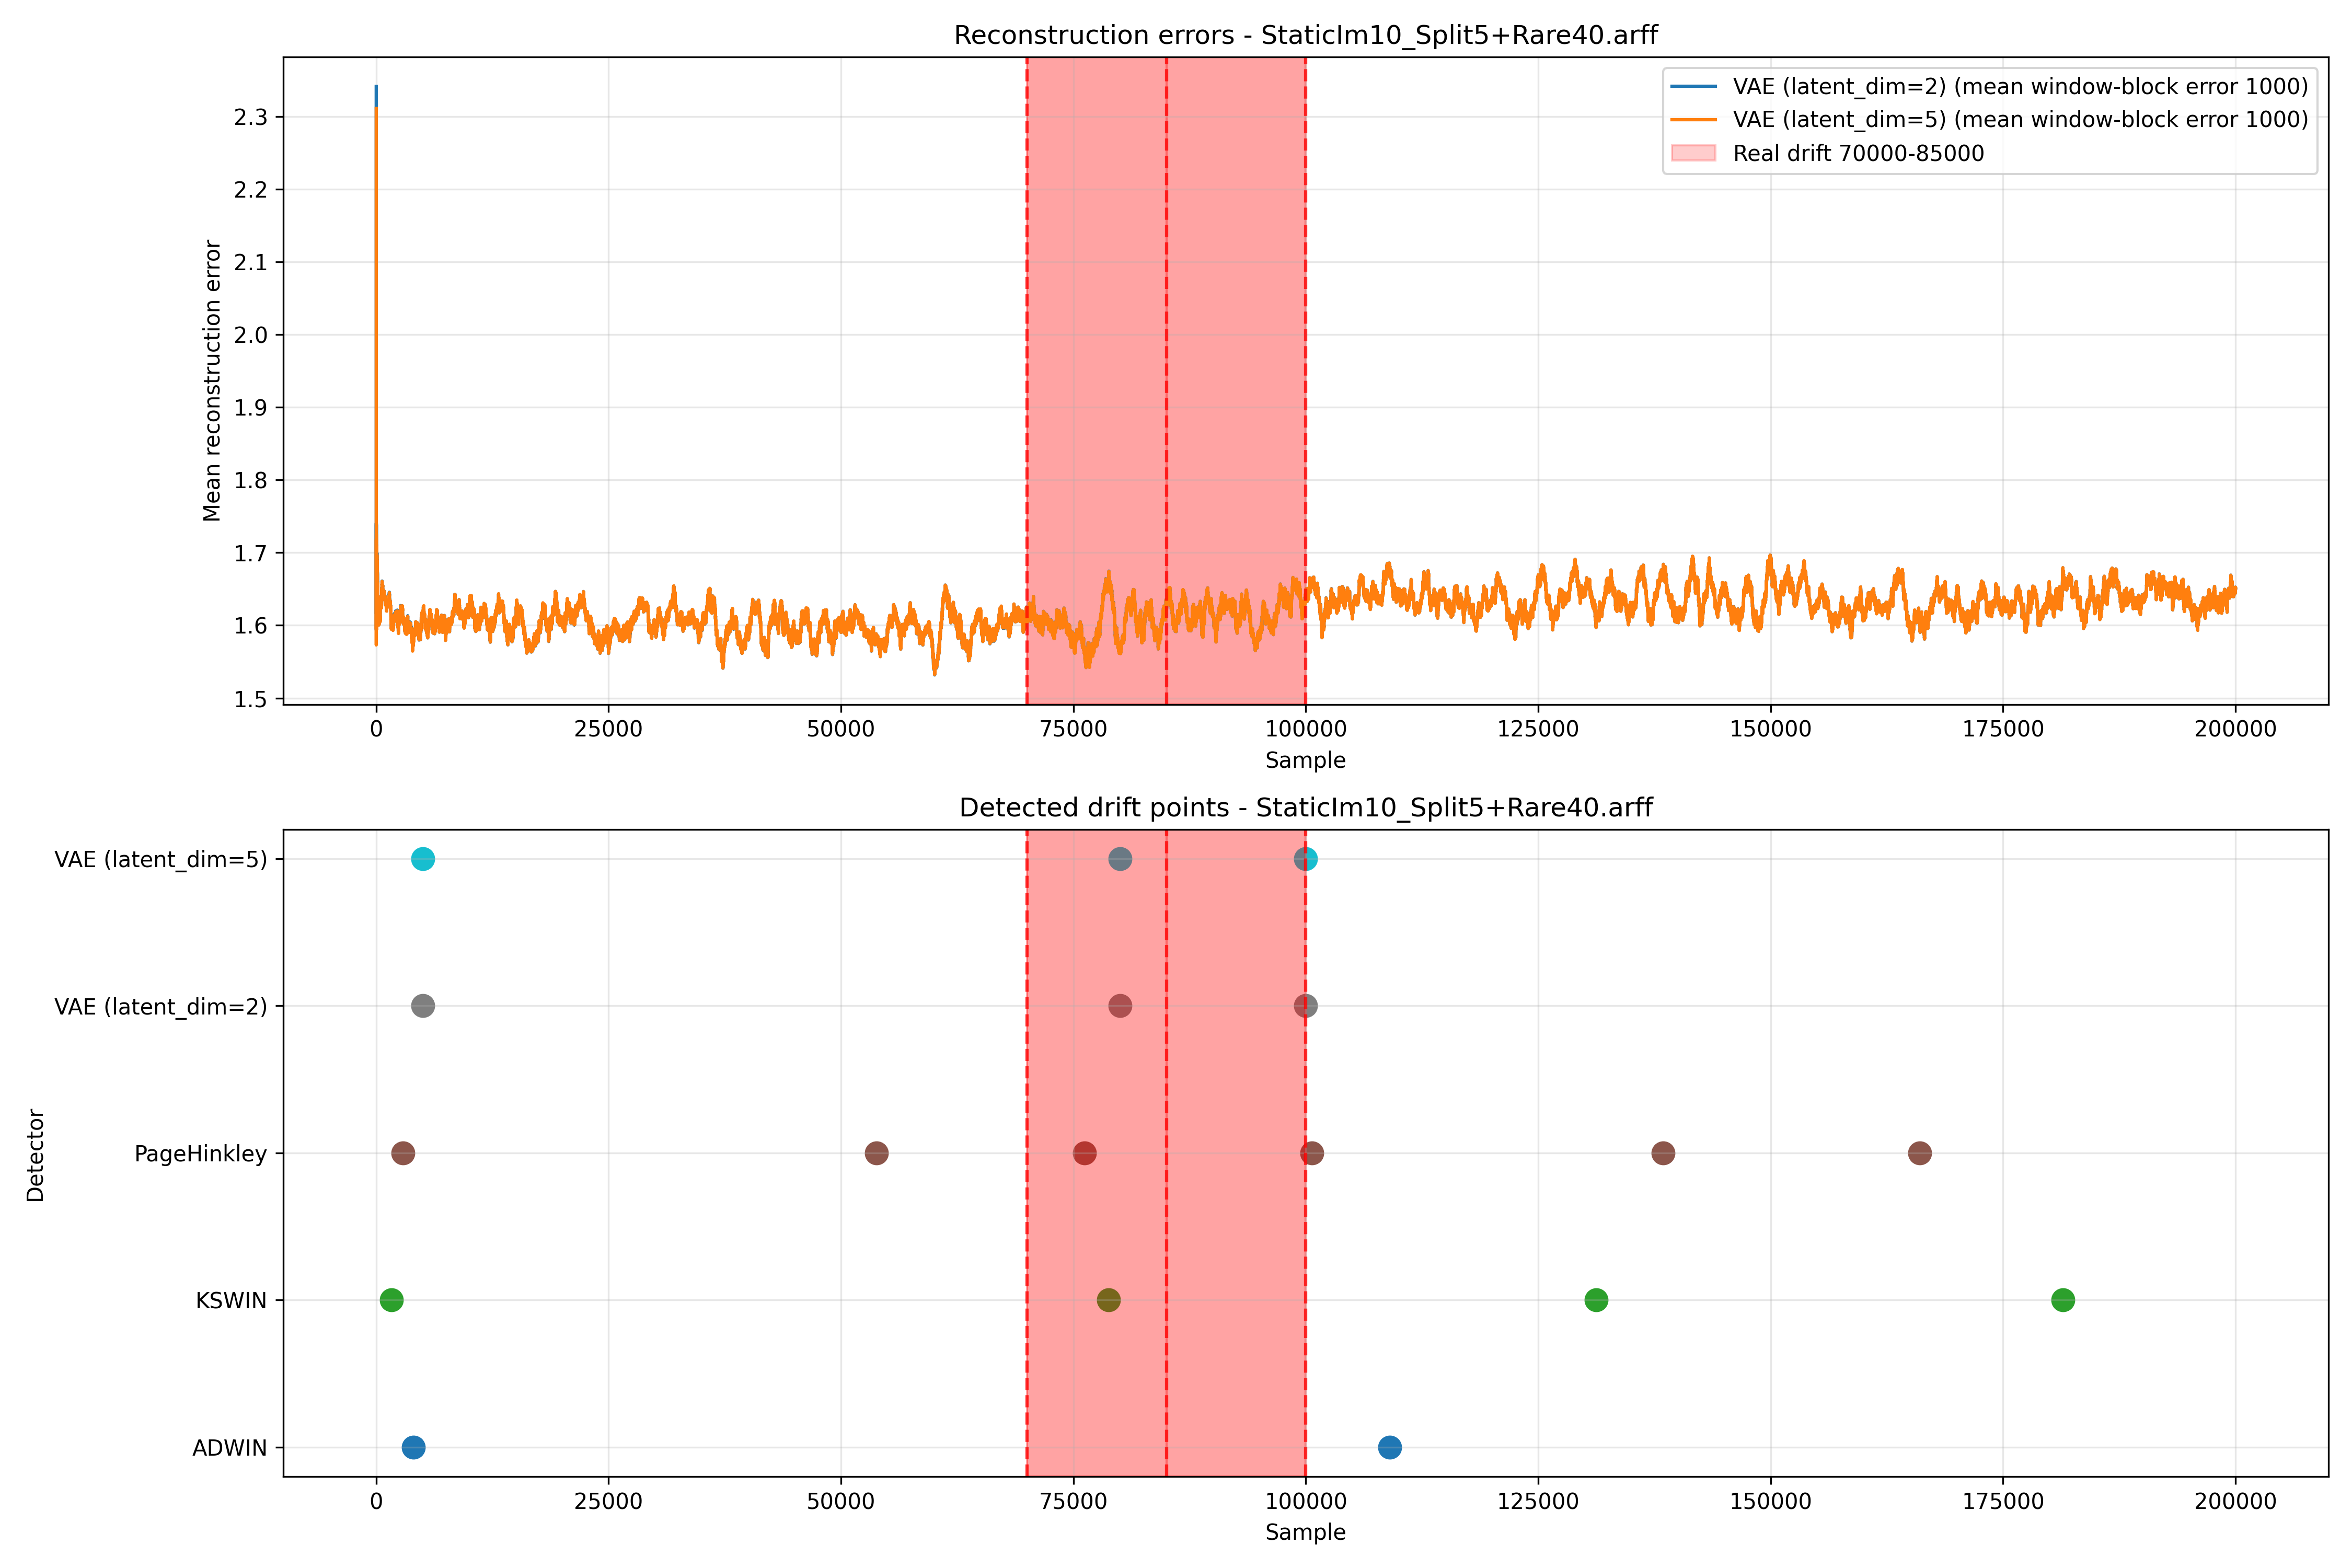 Reconstruction errors - StaticIm10_Split5+Rare40.arff
VAE (latent_dim=2) (mean window-block error 1000)
VAE (latent_dim=5) (mean window-block error 1000)
Real drift 70000-85000
Mean reconstruction error
2.3
2.2
2.1
2.0
1.9
1.8
1.7
1.6
1.5
0 25000 50000 75000 100000 125000 150000 175000 200000
Sample
Detected drift points - StaticIm10_Split5+Rare40.arff
Detector
VAE (latent_dim=5)
VAE (latent_dim=2)
PageHinkley
KSWIN
ADWIN
0 25000 50000 75000 100000 125000 150000 175000 200000
Sample